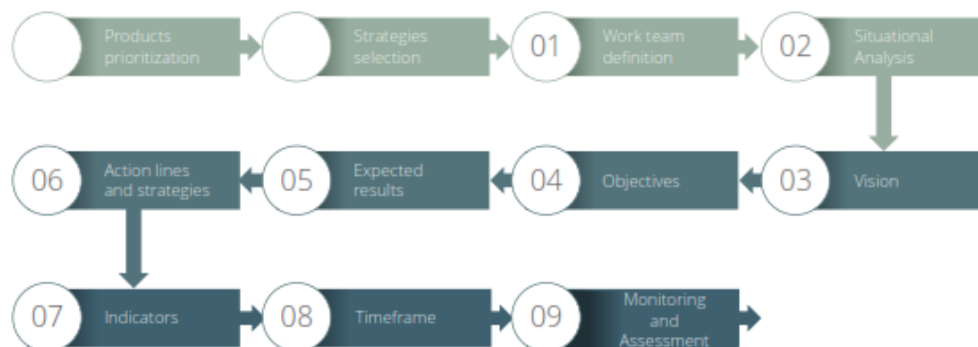 Products
prioritization
Strategies
selection
01
Work team
definition
02
Situational
Analysis
06
Action lines
and strategies
05
Expected
results
04
Objectives
03
Vision
07
Indicators
08
Timeframe
09
Monitoring
and
Assessment